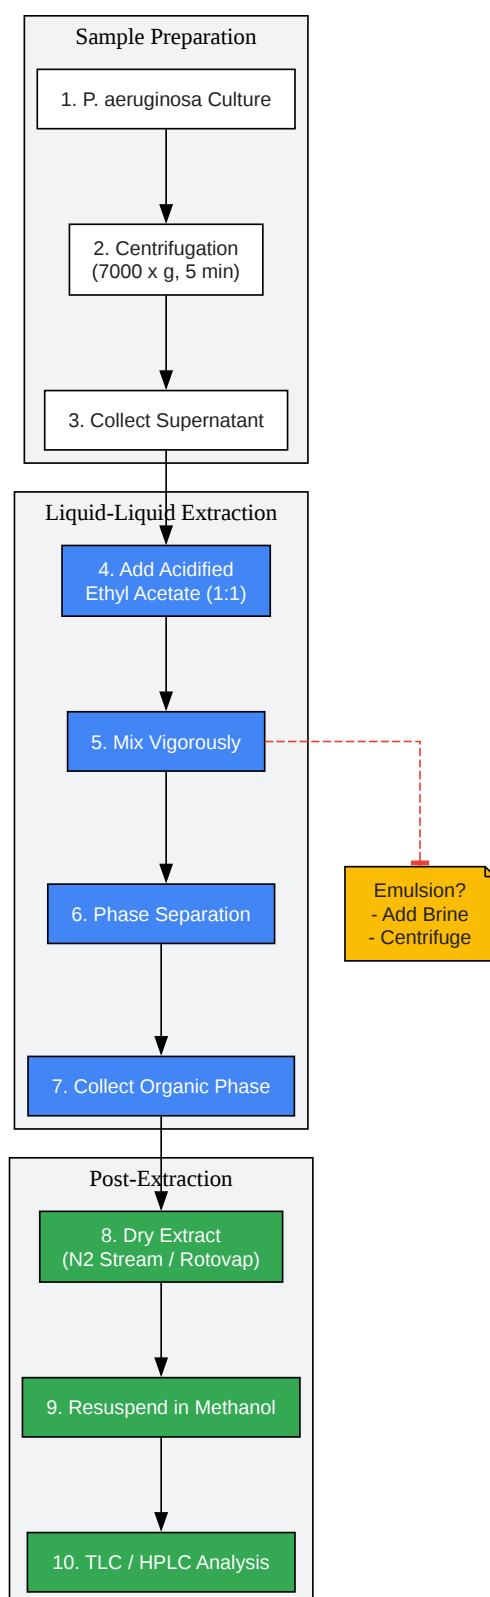 Sample Preparation
1. P. aeruginosa Culture
2. Centrifugation
(7000 x g, 5 min)
3. Collect Supernatant
Liquid-Liquid Extraction
4. Add Acidified
Ethyl Acetate (1:1)
5. Mix Vigorously
6. Phase Separation
Emulsion?
- Add Brine
- Centrifuge
7. Collect Organic Phase
Post-Extraction
8. Dry Extract
(N2 Stream / Rotovap)
9. Resuspend in Methanol
10. TLC / HPLC Analysis